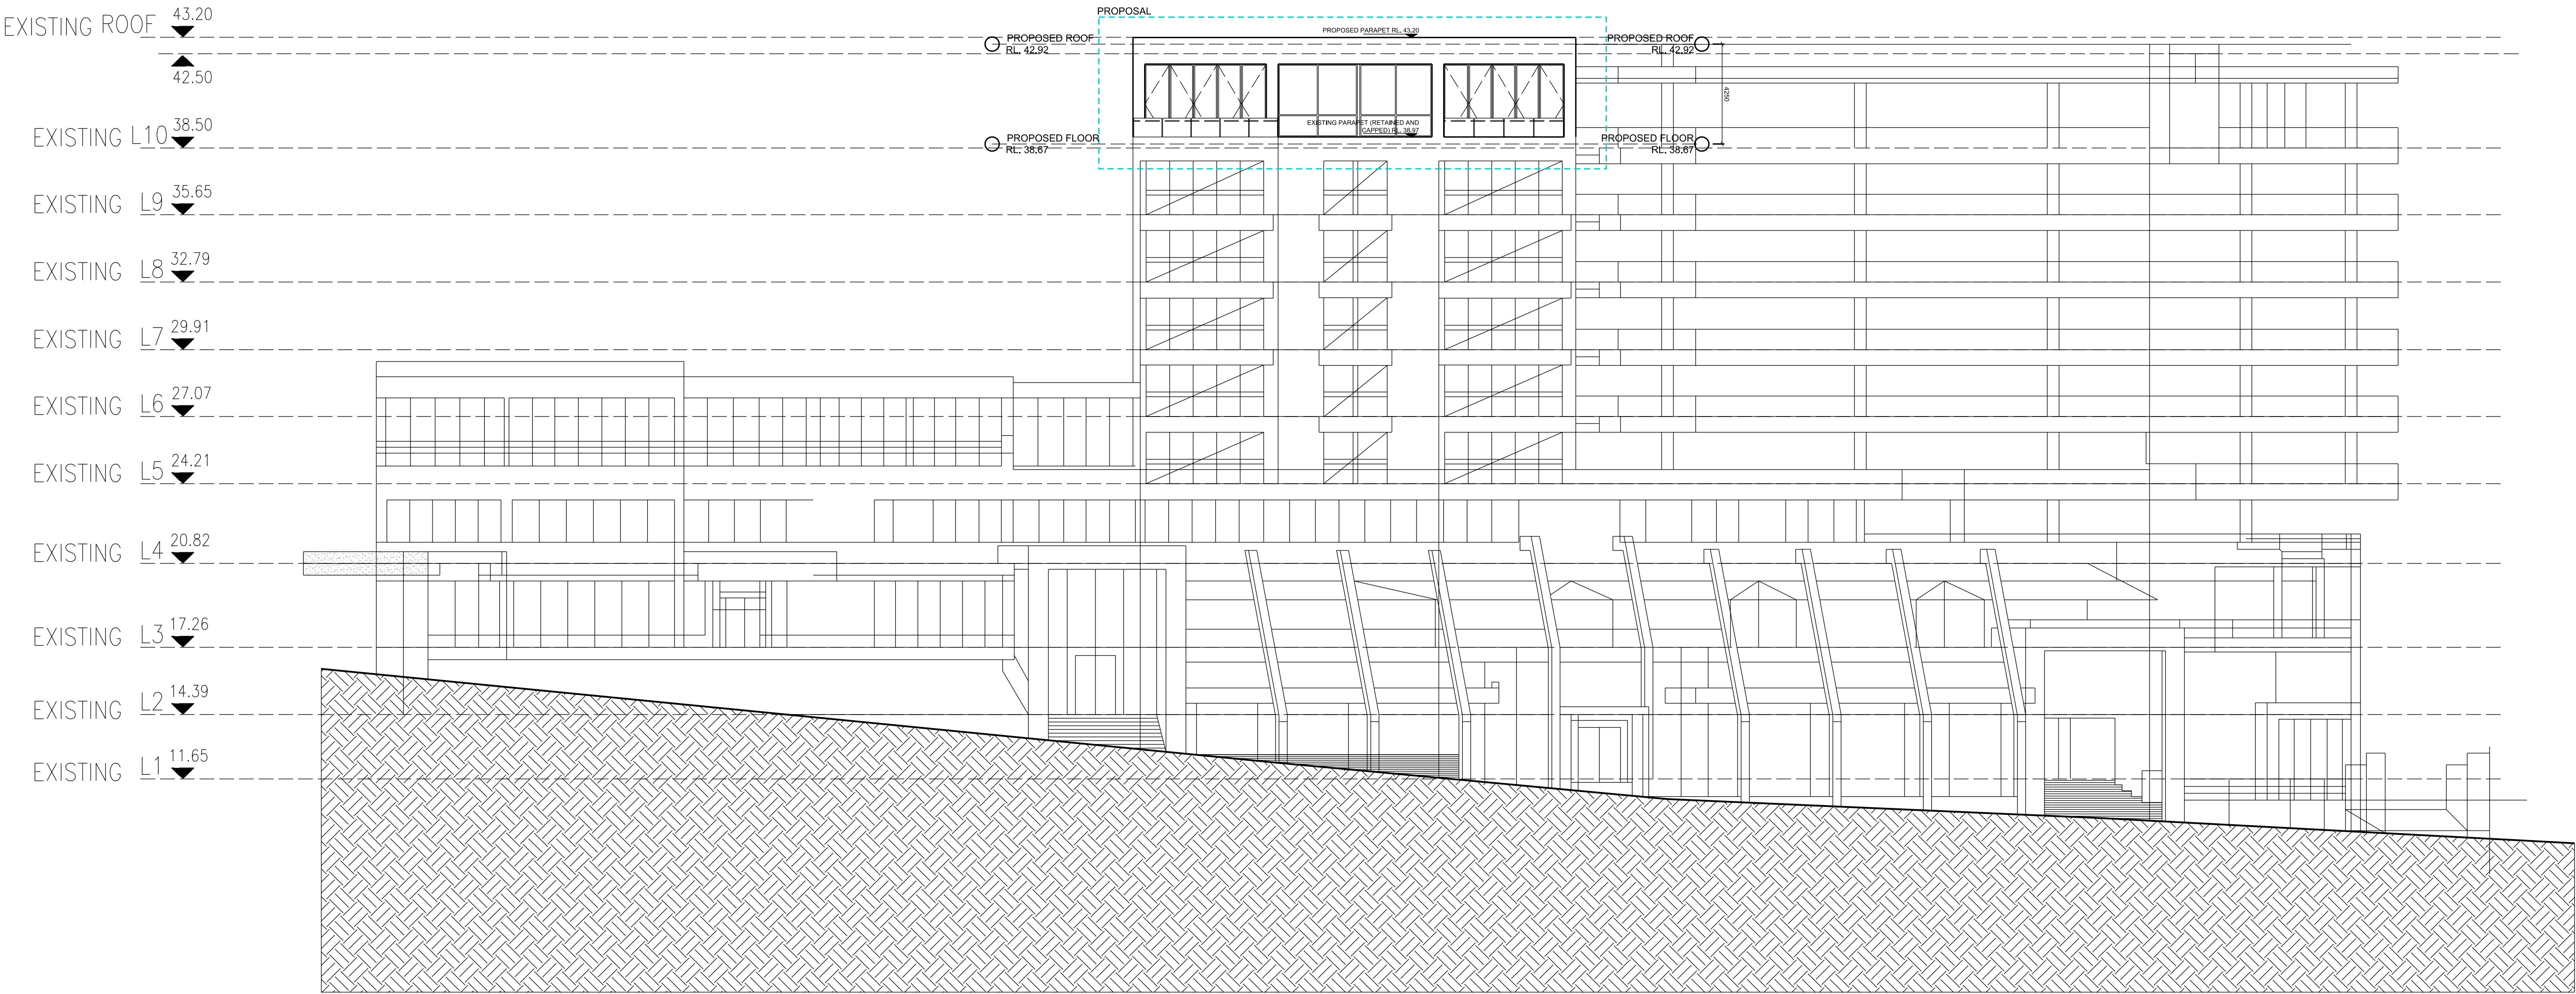 PROPOSAL
EXISTING ROOF 43.20
PROPOSED PARAPET RL. 43.20
PROPOSED ROOF
RL. 42.92
PROPOSED ROOF
RL. 42.92
42.50
4250
EXISTING PARAPET (RETAINED AND
CAPPED) RL. 38.97
EXISTING L10 38.50
PROPOSED FLOOR
RL. 38.67
PROPOSED FLOOR
RL. 38.67
EXISTING L9 35.65
EXISTING L8 32.79
EXISTING L7 29.91
EXISTING L6 27.07
EXISTING L5 24.21
EXISTING L4 20.82
EXISTING L3 17.26
EXISTING L2 14.39
EXISTING L1 11.65